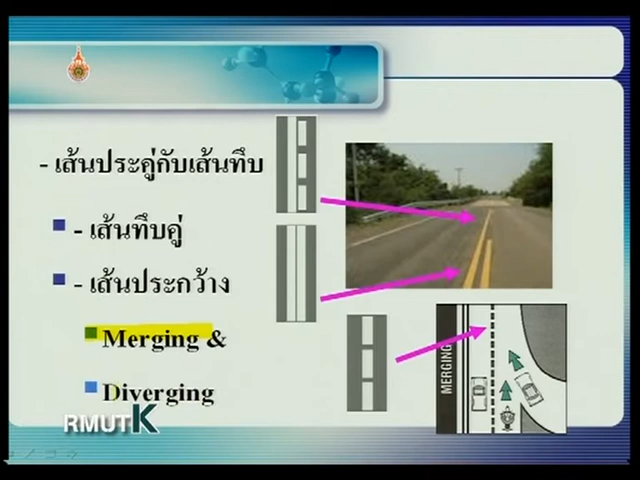 - เส้นประคู่กับเส้นทึบ
- เส้นทึบคู่
- เส้นประกว้าง
Merging &
Diverging
MERGING
RMUTK